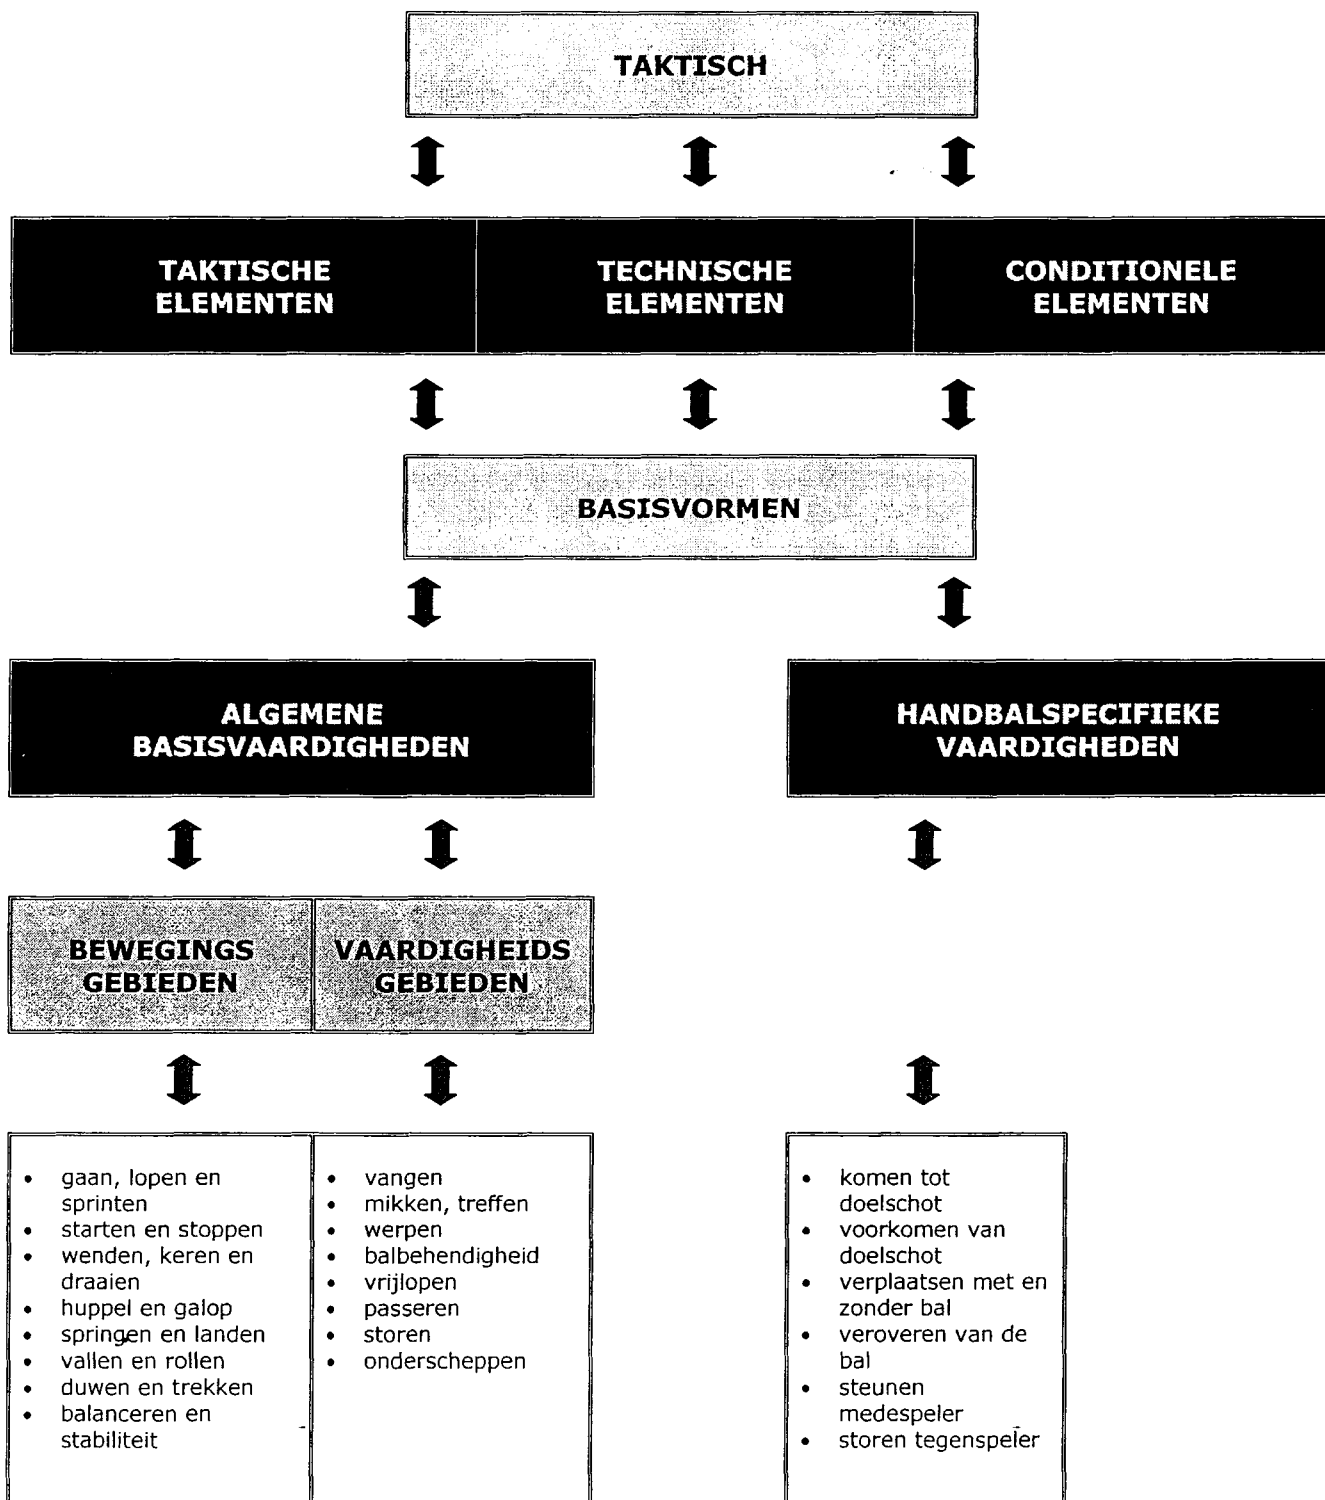 TAKTISCH
TAKTISCHE
ELEMENTEN
TECHNISCHE
ELEMENTEN
CONDITIONELE
ELEMENTEN
BASISVORMEN
ALGEMENE
BASISVAARDIGHEDEN
HANDBALSPECIFIEKE
VAARDIGHEDEN
BEWEGINGS
GEBIEDEN
VAARDIGHEIDS
GEBIEDEN
• gaan, lopen en
sprinten
• starten en stoppen
• wenden, keren en
draaien
• huppel en galop
• springen en landen
• vallen en rollen
• duwen en trekken
• balanceren en
stabiliteit
• vangen
• mikken, treffen
• werpen
• balbehendigheid
• vrijlopen
• passeren
• storen
• onderscheppen
• komen tot
doelschot
• voorkomen van
doelschot
• verplaatsen met en
zonder bal
• veroveren van de
bal
• steunen
medespeler
• storen tegenspeler